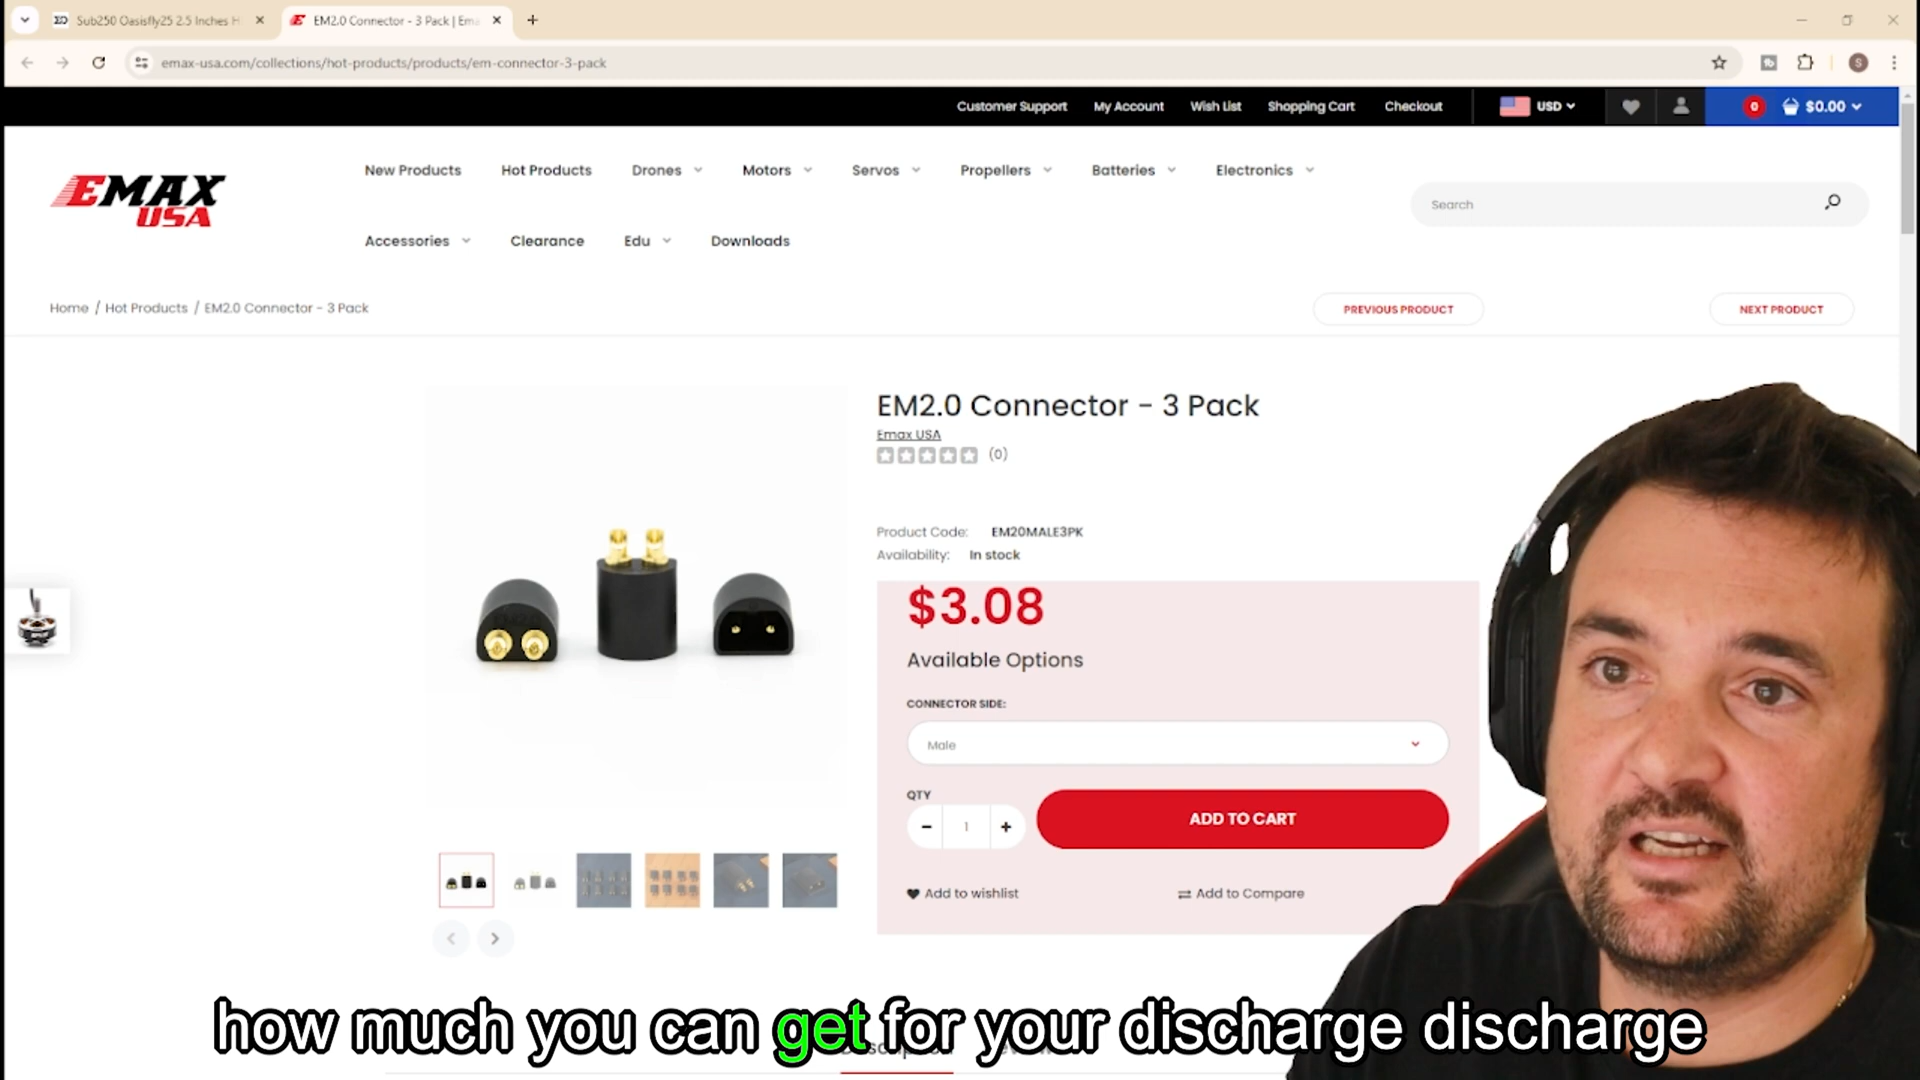 Sub250 Oasisfly25 2.5 Inches H
EM2.0 Connector - 3 Pack | Ema
emax-usa.com/collections/hot-products/products/em-connector-3-pack
S
Customer Support
My Account
Wish List
Shopping Cart
Checkout
USD
0
$0.00
EMAX
USA
New Products
Hot Products
Drones
Motors
Servos
Propellers
Batteries
Electronics
Accessories
Clearance
Edu
Downloads
Search
Home / Hot Products / EM2.0 Connector - 3 Pack
PREVIOUS PRODUCT
NEXT PRODUCT
EM2.0 Connector - 3 Pack
Emax USA
(0)
Product Code: EM20MALE3PK
Availability: In stock
$3.08
Available Options
CONNECTOR SIDE:
Male
QTY
- 1 +
ADD TO CART
Add to wishlist
Add to Compare
how much you can get for your discharge discharge